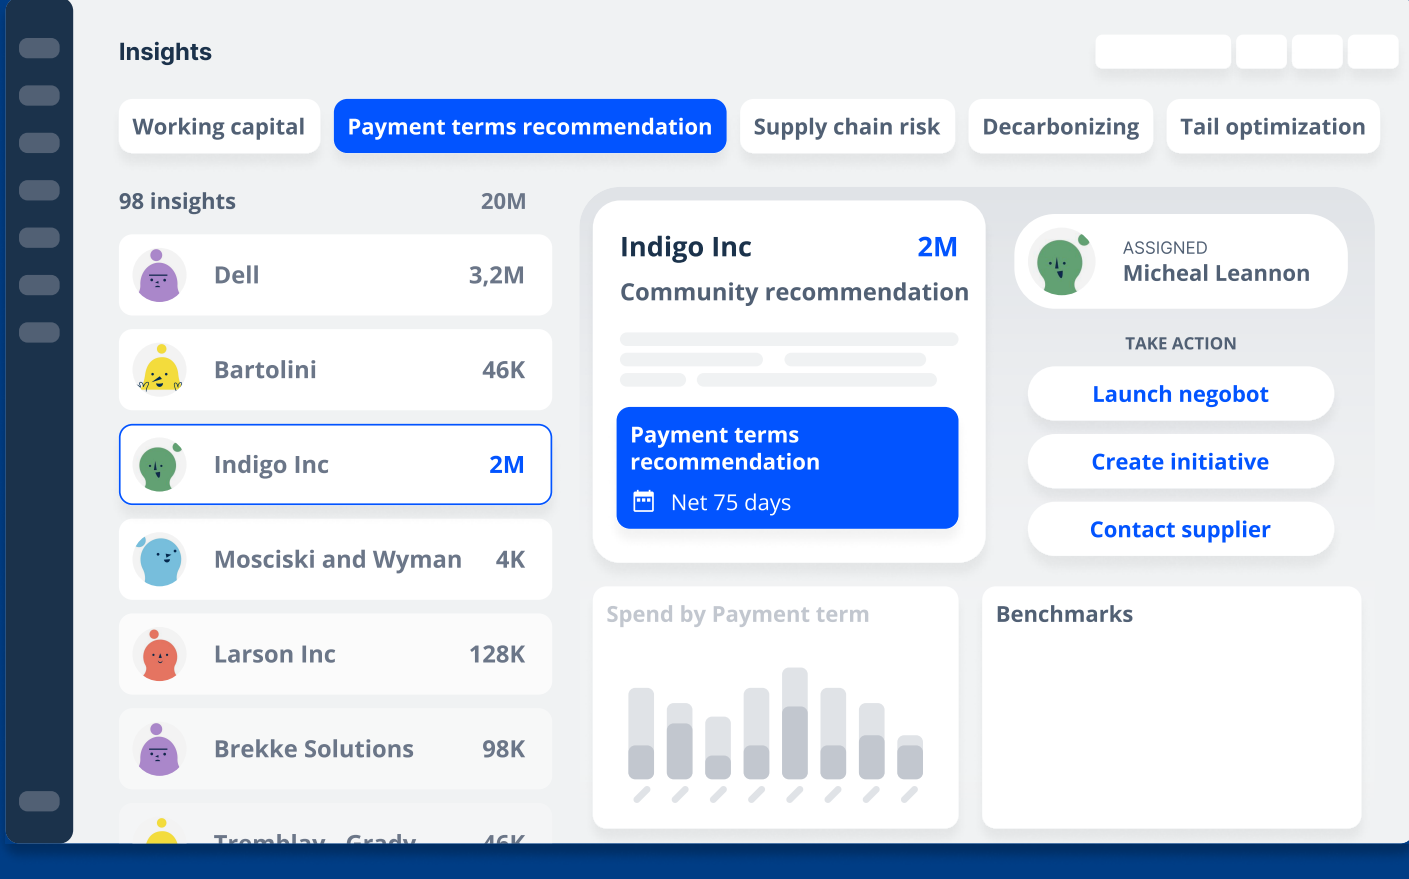 Insights
Working capital
Payment terms recommendation
Supply chain risk
Decarbonizing
Tail optimization
98 insights
20M
Dell
3,2M
Bartolini
46K
Indigo Inc
2M
Mosciski and Wyman
4K
Larson Inc
128K
Brekke Solutions
98K
Tremblay - Grady
46K
Indigo Inc
2M
Community recommendation
Payment terms
recommendation
Net 75 days
ASSIGNED
Micheal Leannon
TAKE ACTION
Launch negobot
Create initiative
Contact supplier
Spend by Payment term
Benchmarks